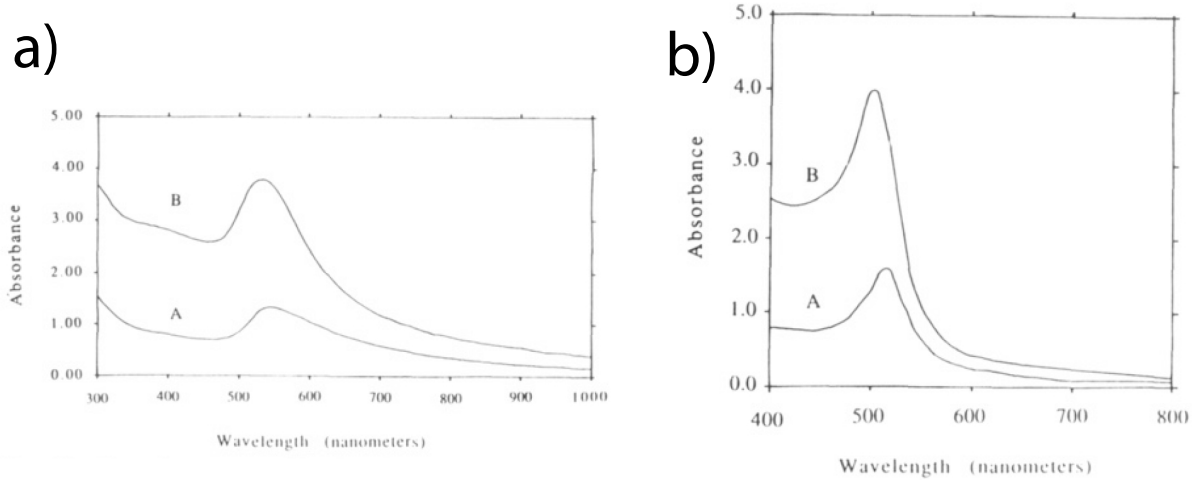 a)
5.00
4.00
3.00
2.00
1.00
0.00
Absorbance
B
A
300 400 500 600 700 800 900 1000
Wavelength (nanometers)
b)
5.0
4.0
3.0
2.0
1.0
0.0
Absorbance
B
A
400 500 600 700 800
Wavelength (nanometers)